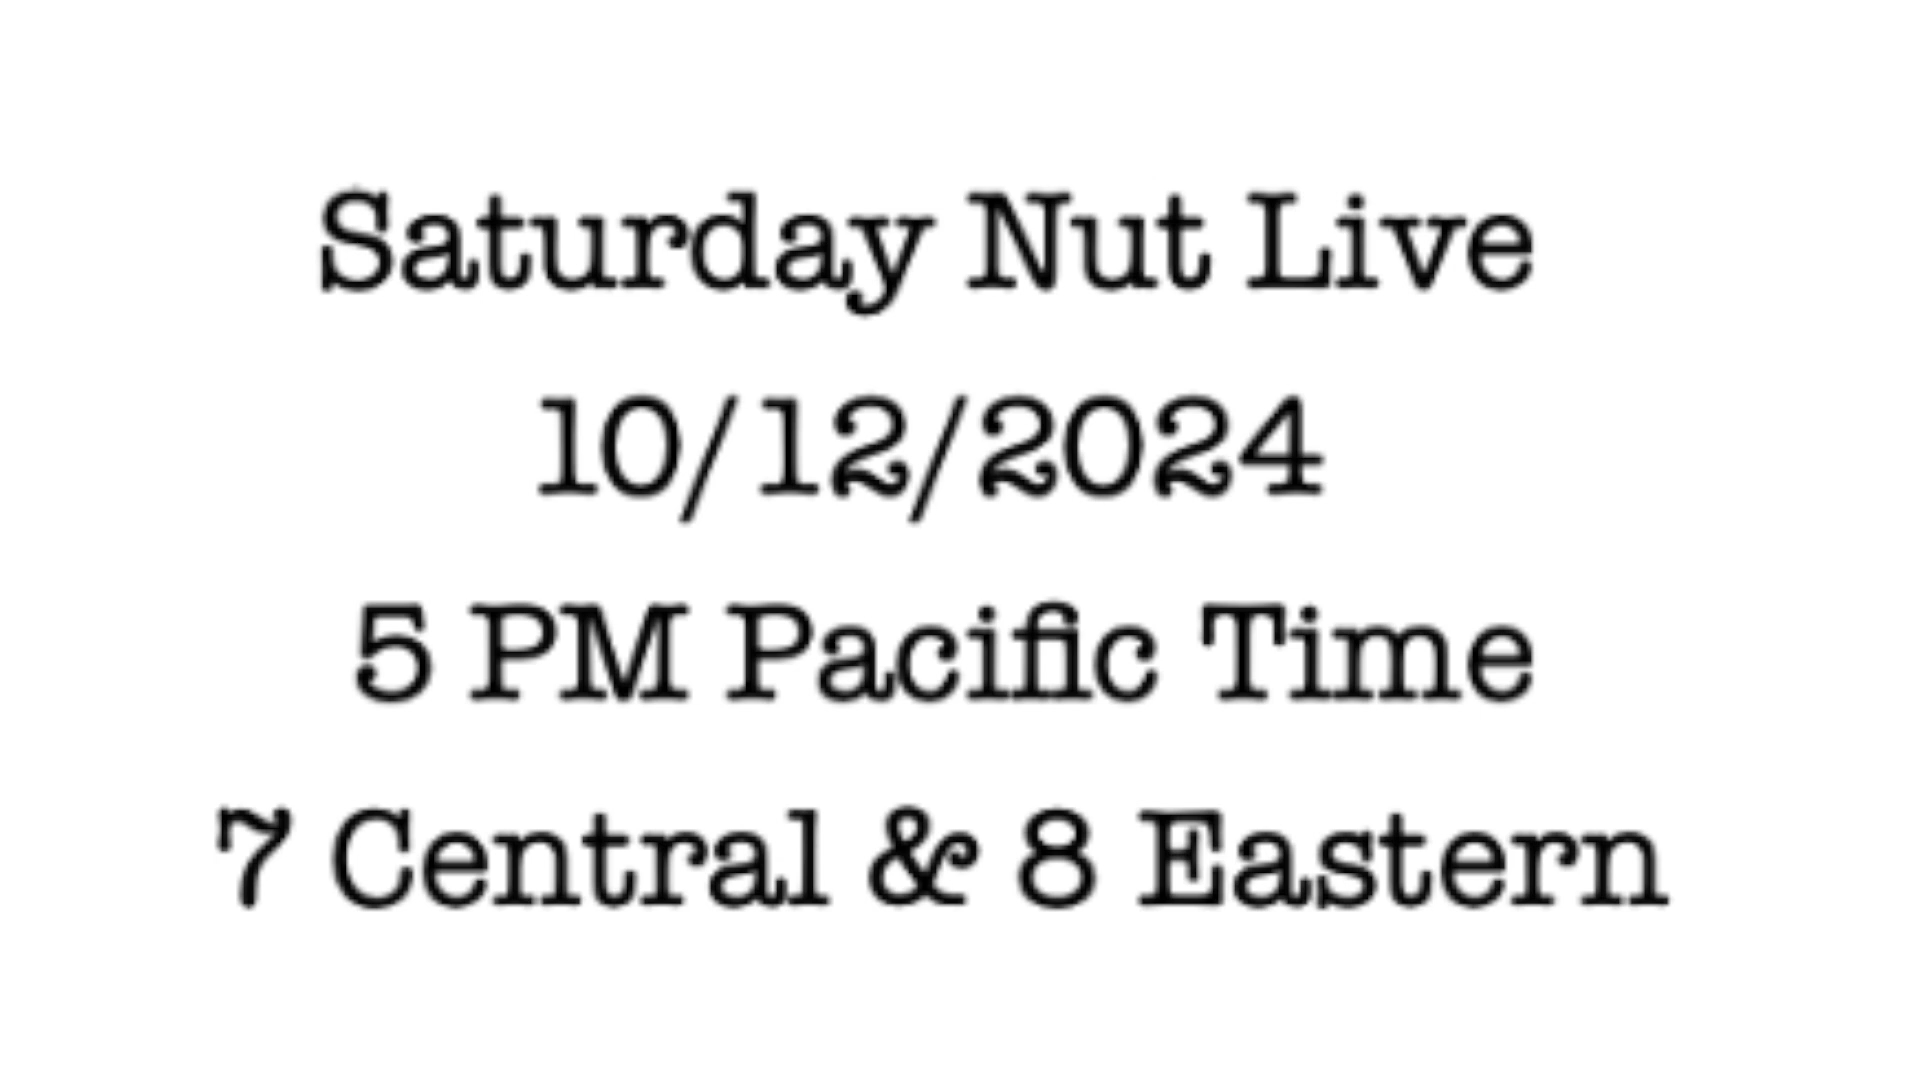 Saturday Nut Live
10/12/2024
5 PM Pacific Time
7 Central & 8 Eastern